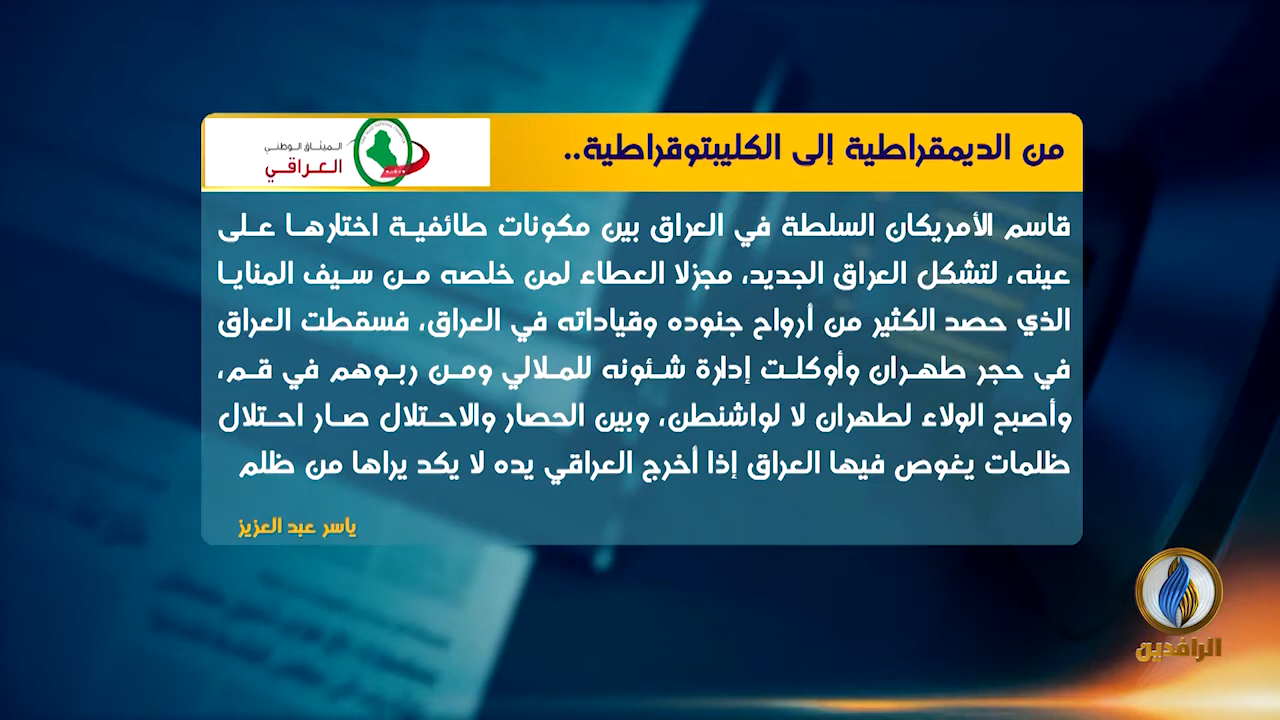 من الديمقراطية إلى الكليبتوقراطية..
الميثاق الوطني
العراقي
قاسم الأمريكان السلطة في العراق بين مكونات طائفية اختارها على
عينه، لتشكل العراق الجديد، مجزلا العطاء لمن خلصه من سيف المنايا
الذي حصد الكثير من أرواح جنوده وقياداته في العراق، فسقطت العراق
في حجر طهران وأوكلت إدارة شئونه للملالي ومن ربوهم في قم،
وأصبح الولاء لطهران لا لواشنطن، وبين الحصار والاحتلال صار احتلال
ظلمات يغوص فيها العراق إذا أخرج العراقي يده لا يكد يراها من ظلم
ياسر عبد العزيز
الرافدين